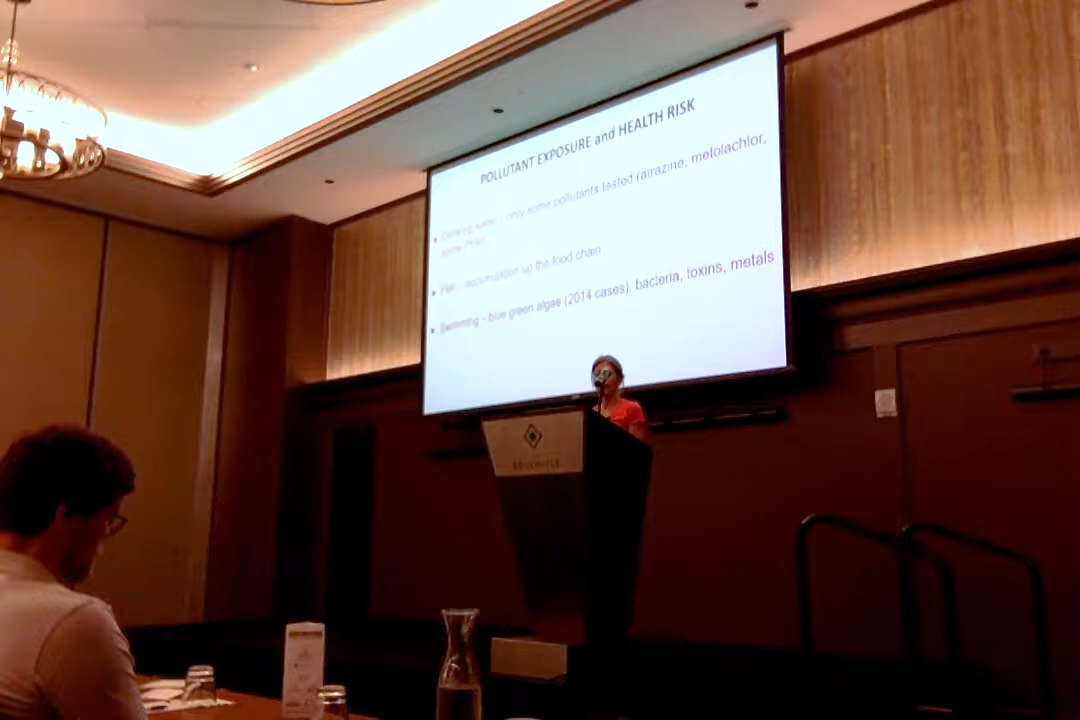 POLLUTANT EXPOSURE and HEALTH RISK
• Drinking water – only some pollutants tested (atrazine, metolachlor,
• Fish – accumulation up the food chain
• Swimming – blue green algae (2014 cases), bacteria, toxins, metals